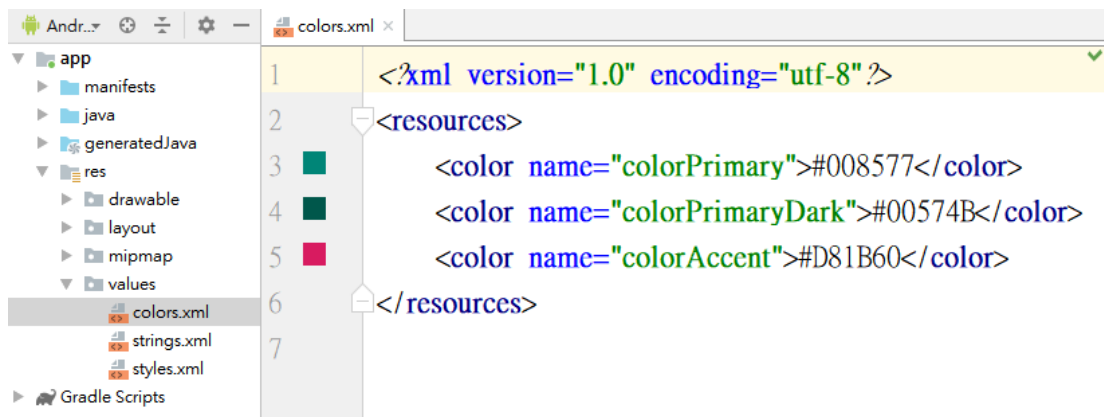 Andr...
colors.xml
app
manifests
java
generatedJava
res
drawable
layout
mipmap
values
colors.xml
strings.xml
styles.xml
Gradle Scripts
1 <?xml version="1.0" encoding="utf-8"?>
2 <resources>
3 <color name="colorPrimary">#008577</color>
4 <color name="colorPrimaryDark">#00574B</color>
5 <color name="colorAccent">#D81B60</color>
6 </resources>
7